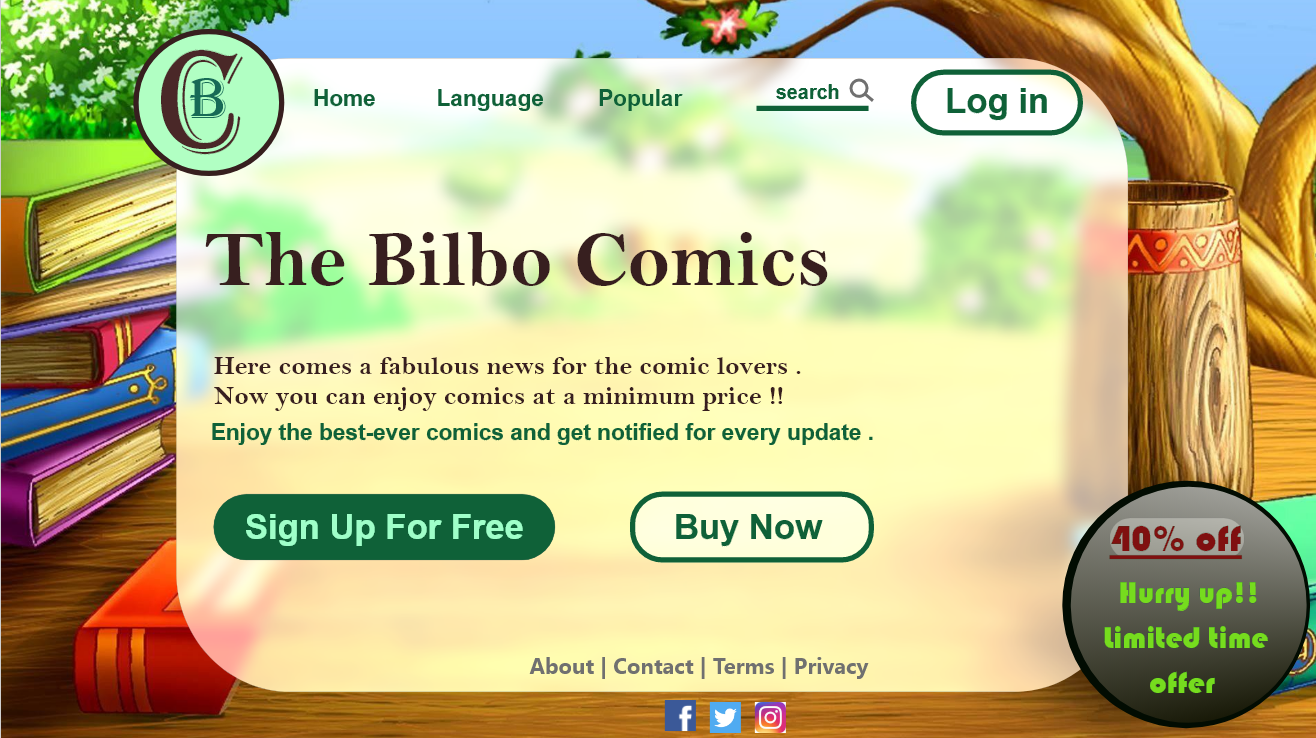 CB
Home Language Popular search Log in
The Bilbo Comics
Here comes a fabulous news for the comic lovers .
Now you can enjoy comics at a minimum price !!
Enjoy the best-ever comics and get notified for every update .
Sign Up For Free Buy Now
40% off
Hurry up!!
Limited time
offer
About | Contact | Terms | Privacy